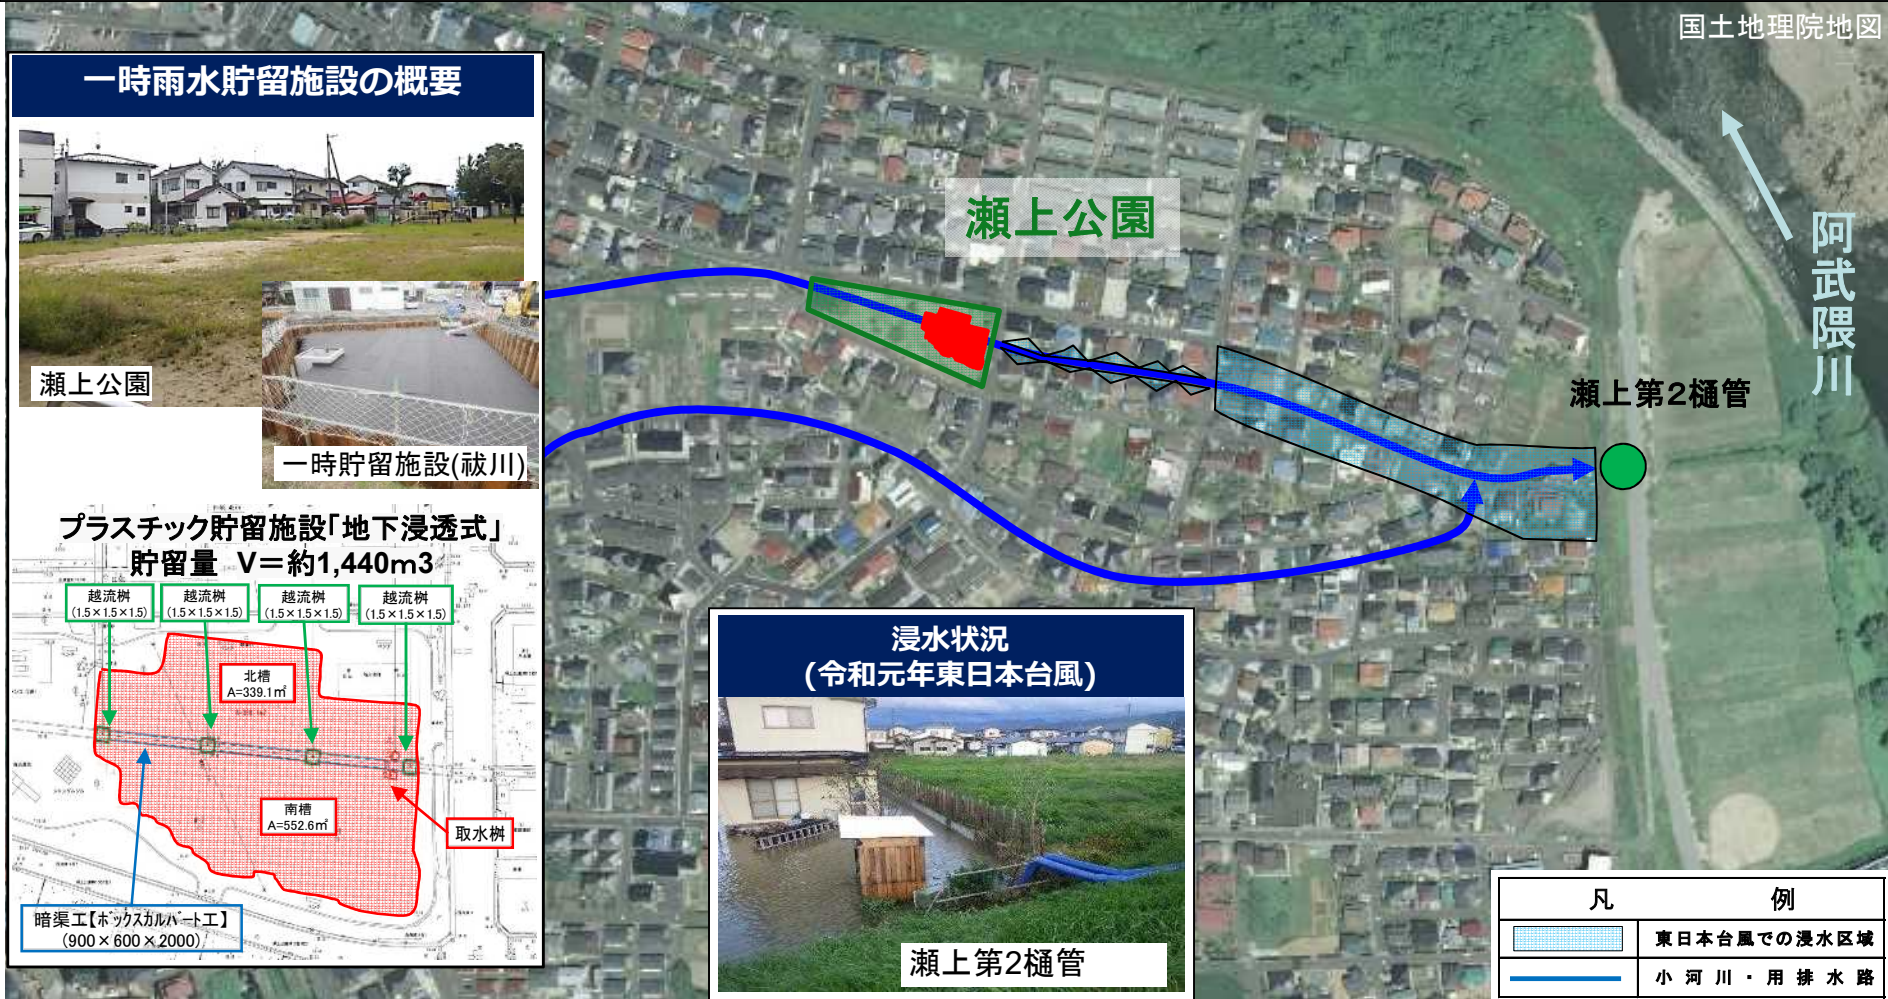 国土地理院地図
一時雨水貯留施設の概要
瀬上公園
一時貯留施設(祓川)
プラスチック貯留施設「地下浸透式」
貯留量　V＝約1,440m3
越流桝
(1.5×1.5×1.5)
越流桝
(1.5×1.5×1.5)
越流桝
(1.5×1.5×1.5)
越流桝
(1.5×1.5×1.5)
北槽
A=339.1㎡
南槽
A=552.6㎡
取水桝
暗渠工【ﾎﾞｯｸｽｶﾙﾊﾞｰﾄ工】
(900×600×2000)
瀬上公園
阿武隈川
瀬上第2樋管
浸水状況
(令和元年東日本台風)
瀬上第2樋管
凡　例
東日本台風での浸水区域
小河川・用排水路